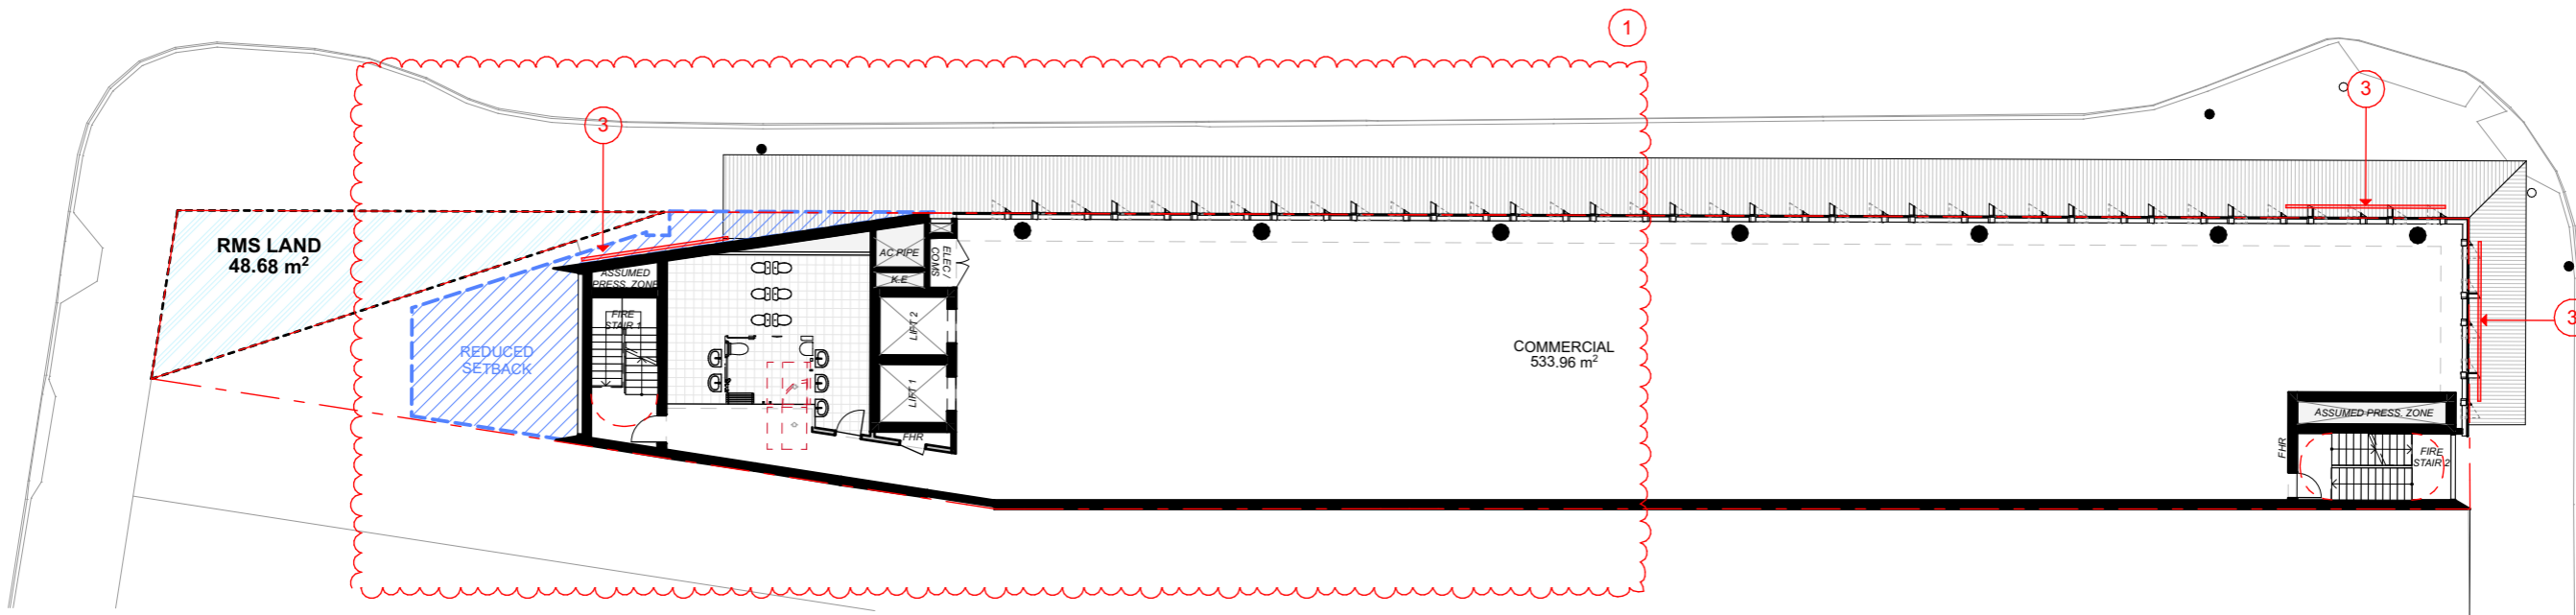 1
3
3
RMS LAND
48.68 m²
REDUCED
SETBACK
ASSUMED
PRESS. ZONE
FIRE
STAIR 1
AC PIPE
K.E
ELEC /
COMS
LIFT 2
LIFT 1
FHR
COMMERCIAL
533.96 m²
3
ASSUMED PRESS. ZONE
FHR
FIRE
STAIR 2